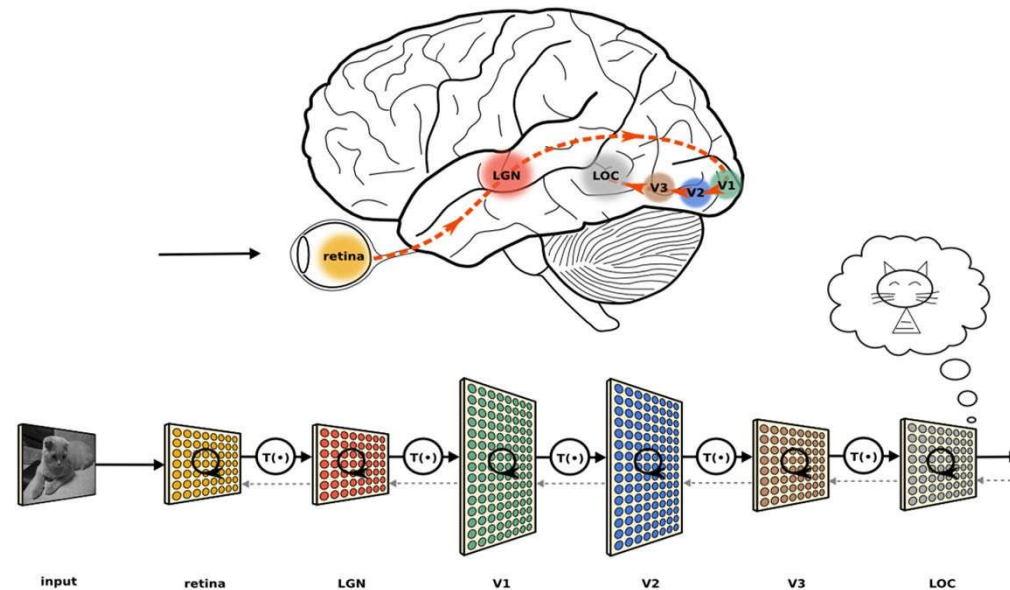 LGN
LOC
V3
V2
V1
retina
T(•)
T(•)
T(•)
T(•)
T(•)
input
retina
LGN
V1
V2
V3
LOC